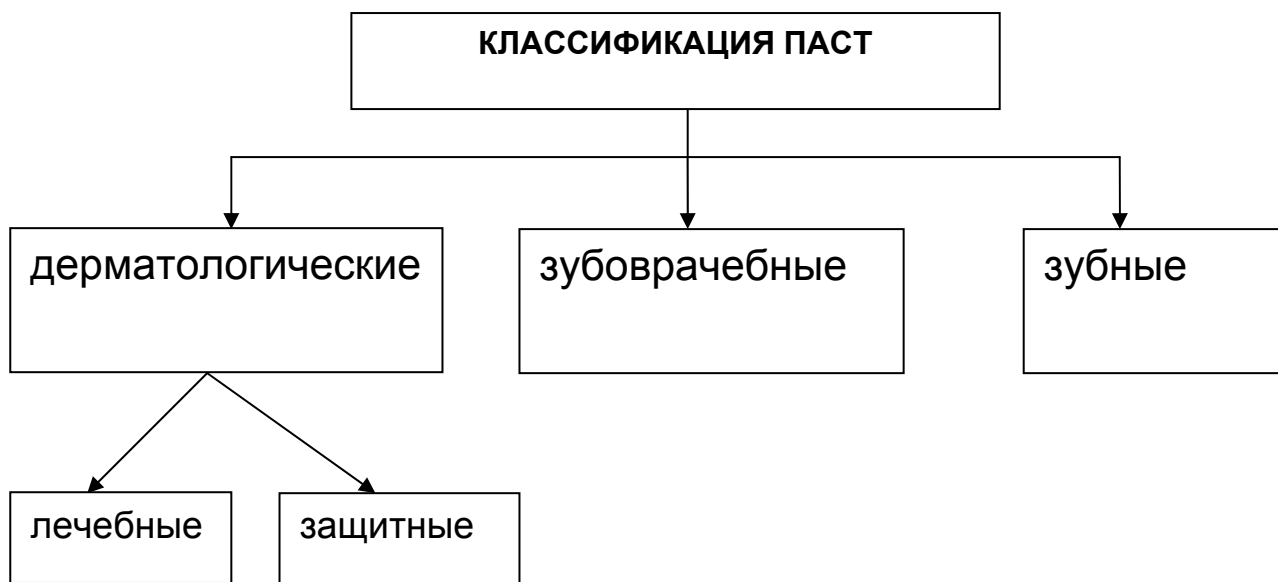 КЛАССИФИКАЦИЯ ПАСТ
дерматологические
зубоврачебные
зубные
лечебные
защитные